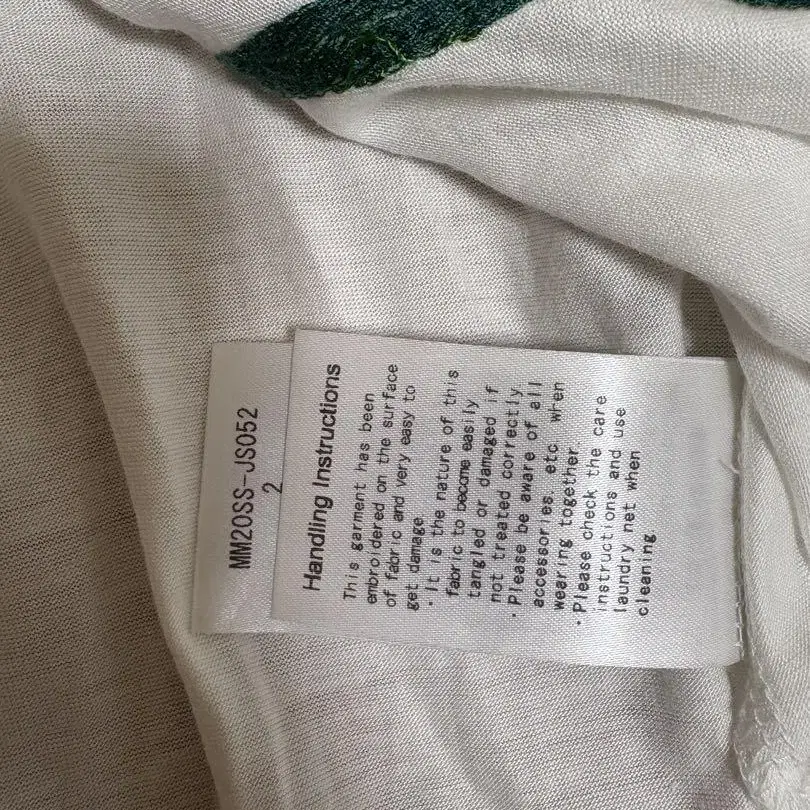 MM20SS-JS052
2
Handling Instructions
This garment has been
embroidered on the surface
of fabric and very easy to
get damage
・It is the nature of this
fabric to become easily
tangled or damaged if
not treated correctly
・Please be aware of all
accessories, etc. when
wearing together.
・Please check the care
instructions and use
laundry net when
cleaning